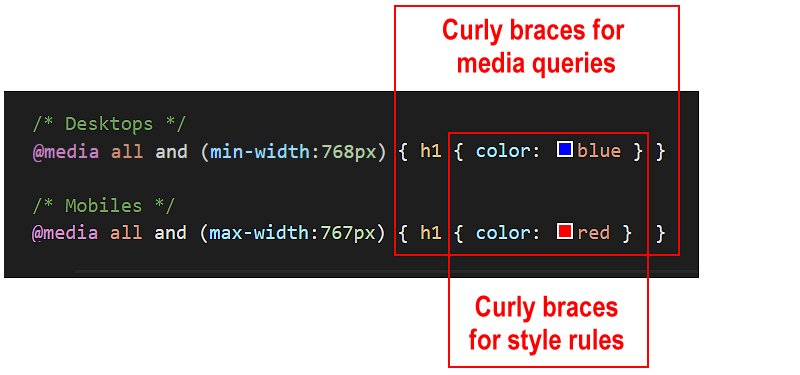 Curly braces for
media queries
/* Desktops */
@media all and (min-width:768px) { h1 { color: blue } }
/* Mobiles */
@media all and (max-width:767px) { h1 { color: red } }
Curly braces
for style rules